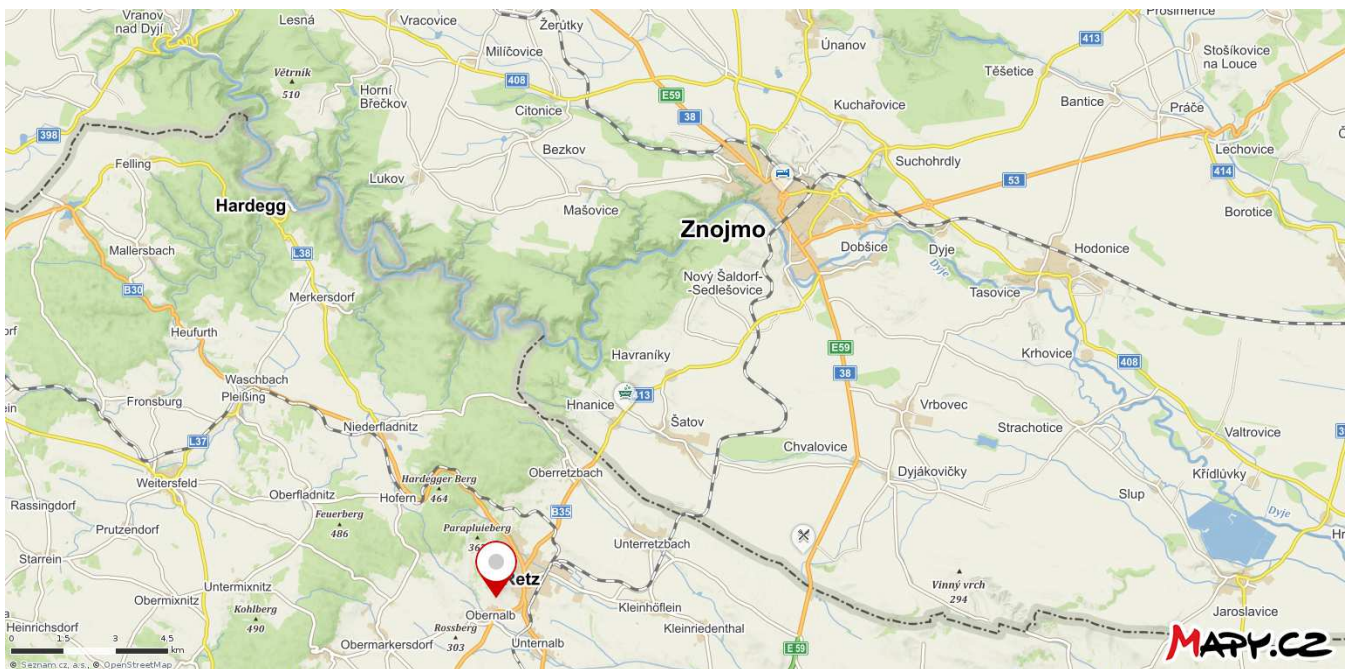 Vranov
nad Dyjí
Lesná
Vracovice
Žerůtky
Prosiměřice
Únanov
413
Stošíkovice
na Louce
Milíčovice
Větrník
510
Horní
Břečkov
408
Těšetice
E59
Citonice
Kuchařovice
Bantice
Práče
38
398
Bezkov
Lechovice
Felling
Suchohrdly
Lukov
53
414
Hardegg
Mašovice
Borotice
Znojmo
Mallersbach
L38
Dobšice
Dyje
Hodonice
Nový Šaldorf-
-Sedlešovice
Dyje
B30
Merkersdorf
Tasovice
Heufurth
E59
Havraníky
Krhovice
408
38
Waschbach
Pleißing
Fronsburg
Hnanice
413
Vrbovec
Šatov
Niederfladnitz
Strachotice
Valtrovice
L37
Chvalovice
Oberretzbach
Dyjákovičky
Křídlůvky
Weitersfeld
Hardegger Berg
464
Oberfladnitz
Hofern
Slup
Rassingdorf
Feuerberg
486
B35
Dyje
Prutzendorf
Parapluieberg
Starrein
Unterretzbach
Retz
Vinný vrch
294
Untermixnitz
Obermixnitz
Kohlberg
490
Obernalb
Kleinhöflein
Jaroslavice
Heinrichsdorf
Obermarkersdorf
Rossberg
303
Unternalb
Kleinriedenthal
E 59
0 1.5 3 4.5
km
MAPY.CZ
© Seznam.cz, a.s., © OpenStreetMap